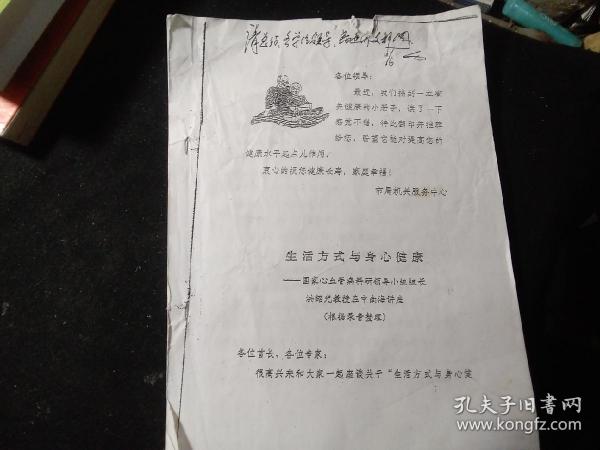 各位领导：
最近，我们拾到一本有
关健康的小册子，读了一下
感觉不错，特此翻印并推荐
给您，希望它能对提高您的
健康水平起点儿作用。
衷心的祝您健康长寿，家庭幸福！
市局机关服务中心
生活方式与身心健康
——国家心血管病科研领导小组组长
洪昭光教授在中南海讲座
（根据录音整理）
各位首长，各位专家：
很高兴来和大家一起座谈关于“生活方式与身心健
孔夫子旧书网
www.kongfz.com